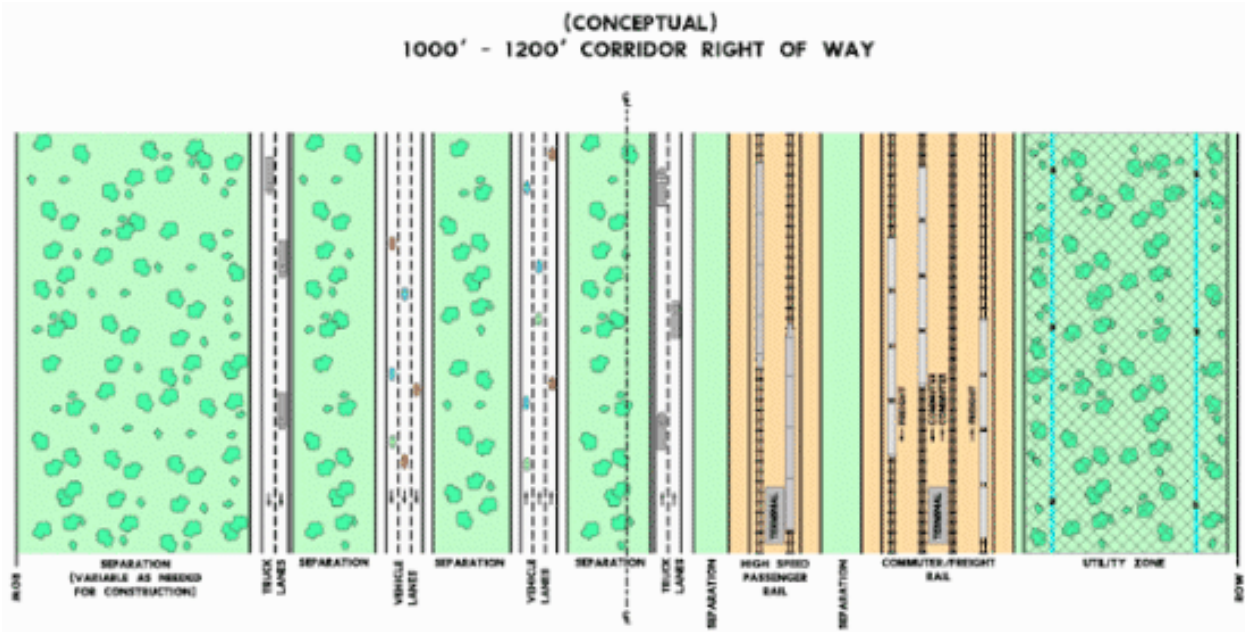 (CONCEPTUAL)
1000' - 1200' CORRIDOR RIGHT OF WAY
FREIGHT
COMMUTER
COMMUTER
FREIGHT
TERMINAL
TERMINAL
ROW
SEPARATION
(VARIABLE AS NEEDED
FOR CONSTRUCTION)
TRUCK
LANES
SEPARATION
VEHICLE
LANES
SEPARATION
VEHICLE
LANES
SEPARATION
TRUCK
LANES
SEPARATION
HIGH SPEED
PASSENGER
RAIL
SEPARATION
COMMUTER/FREIGHT
RAIL
UTILITY ZONE
ROW